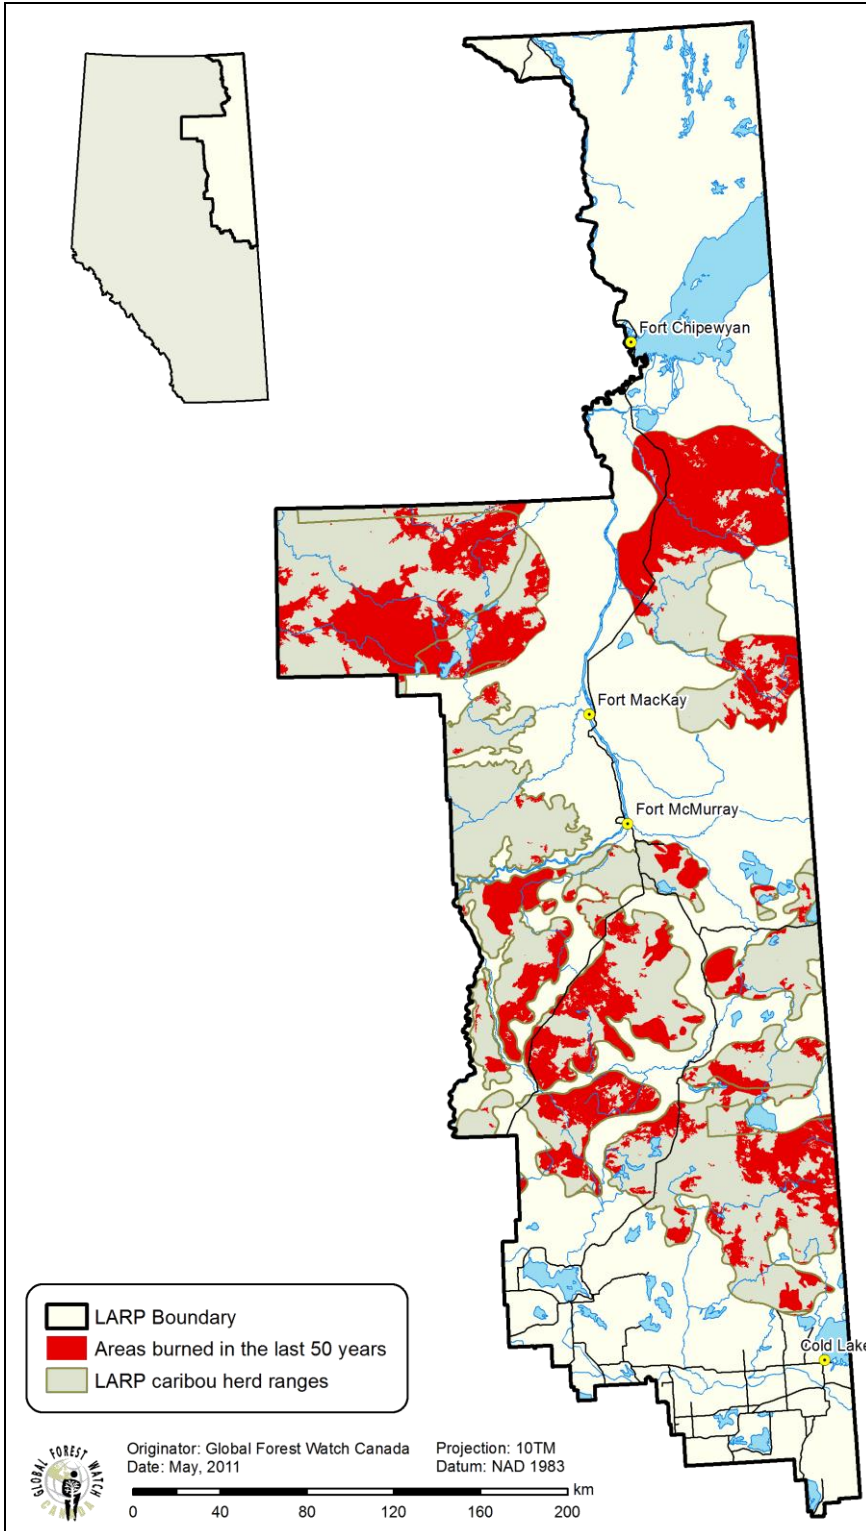 Fort Chipewyan
Fort MacKay
Fort McMurray
Cold Lake
LARP Boundary
Areas burned in the last 50 years
LARP caribou herd ranges
GLOBAL FOREST WATCH
CANADA
Originator: Global Forest Watch Canada Projection: 10TM
Date: May, 2011 Datum: NAD 1983
km
0 40 80 120 160 200